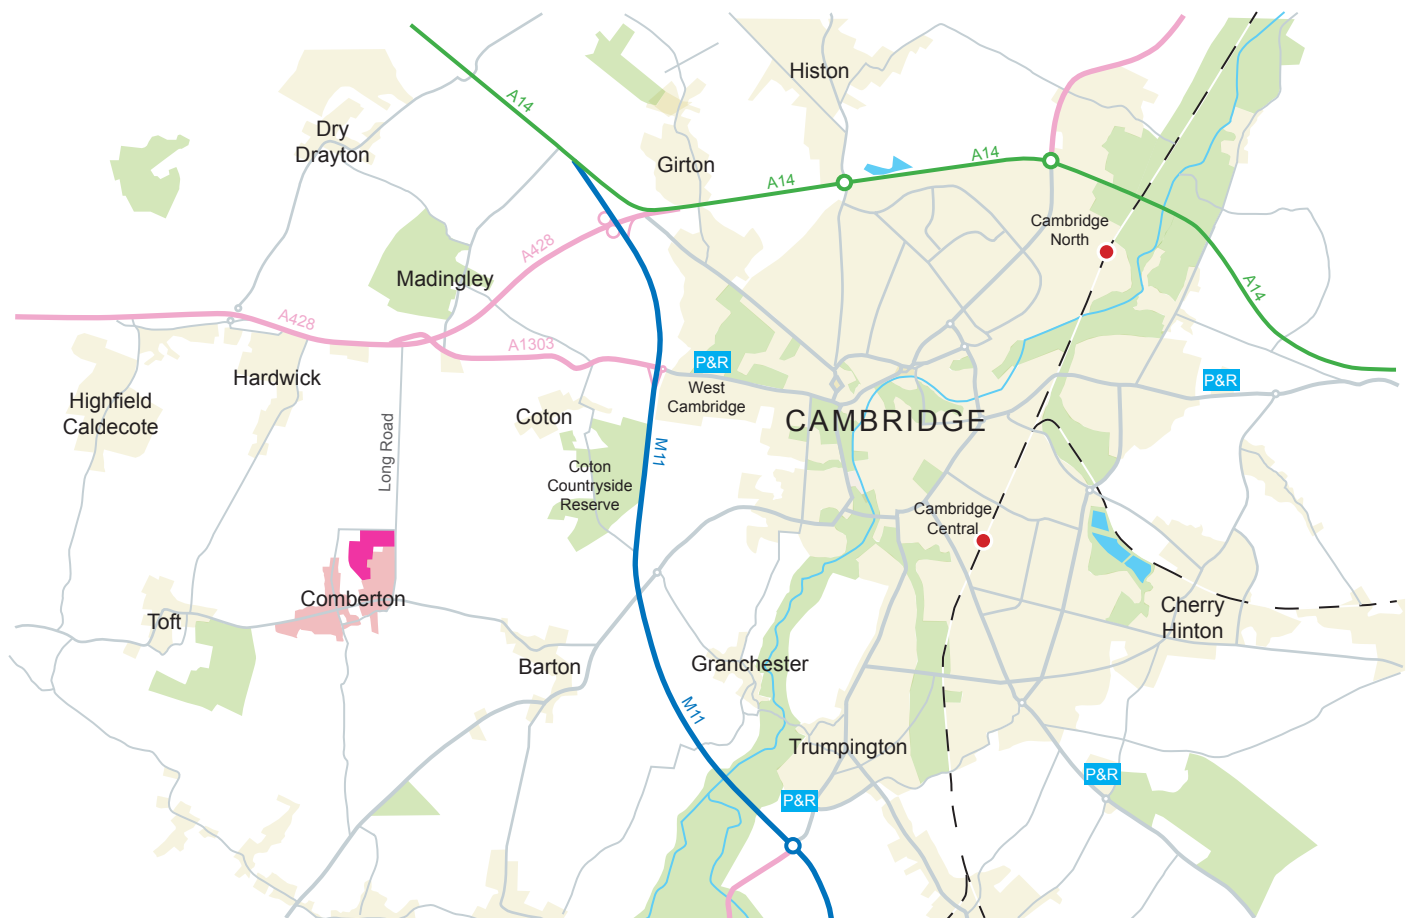 Histon
A14
Dry
Drayton
Girton
A14
A14
Cambridge
North
A428
Madingley
A14
A428
A1303
P&R
West
Cambridge
P&R
Hardwick
Highfield
Caldecote
Coton
CAMBRIDGE
Long Road
M11
Coton
Countryside
Reserve
Cambridge
Central
Comberton
Toft
Cherry
Hinton
Barton
Granchester
M11
Trumpington
P&R
P&R